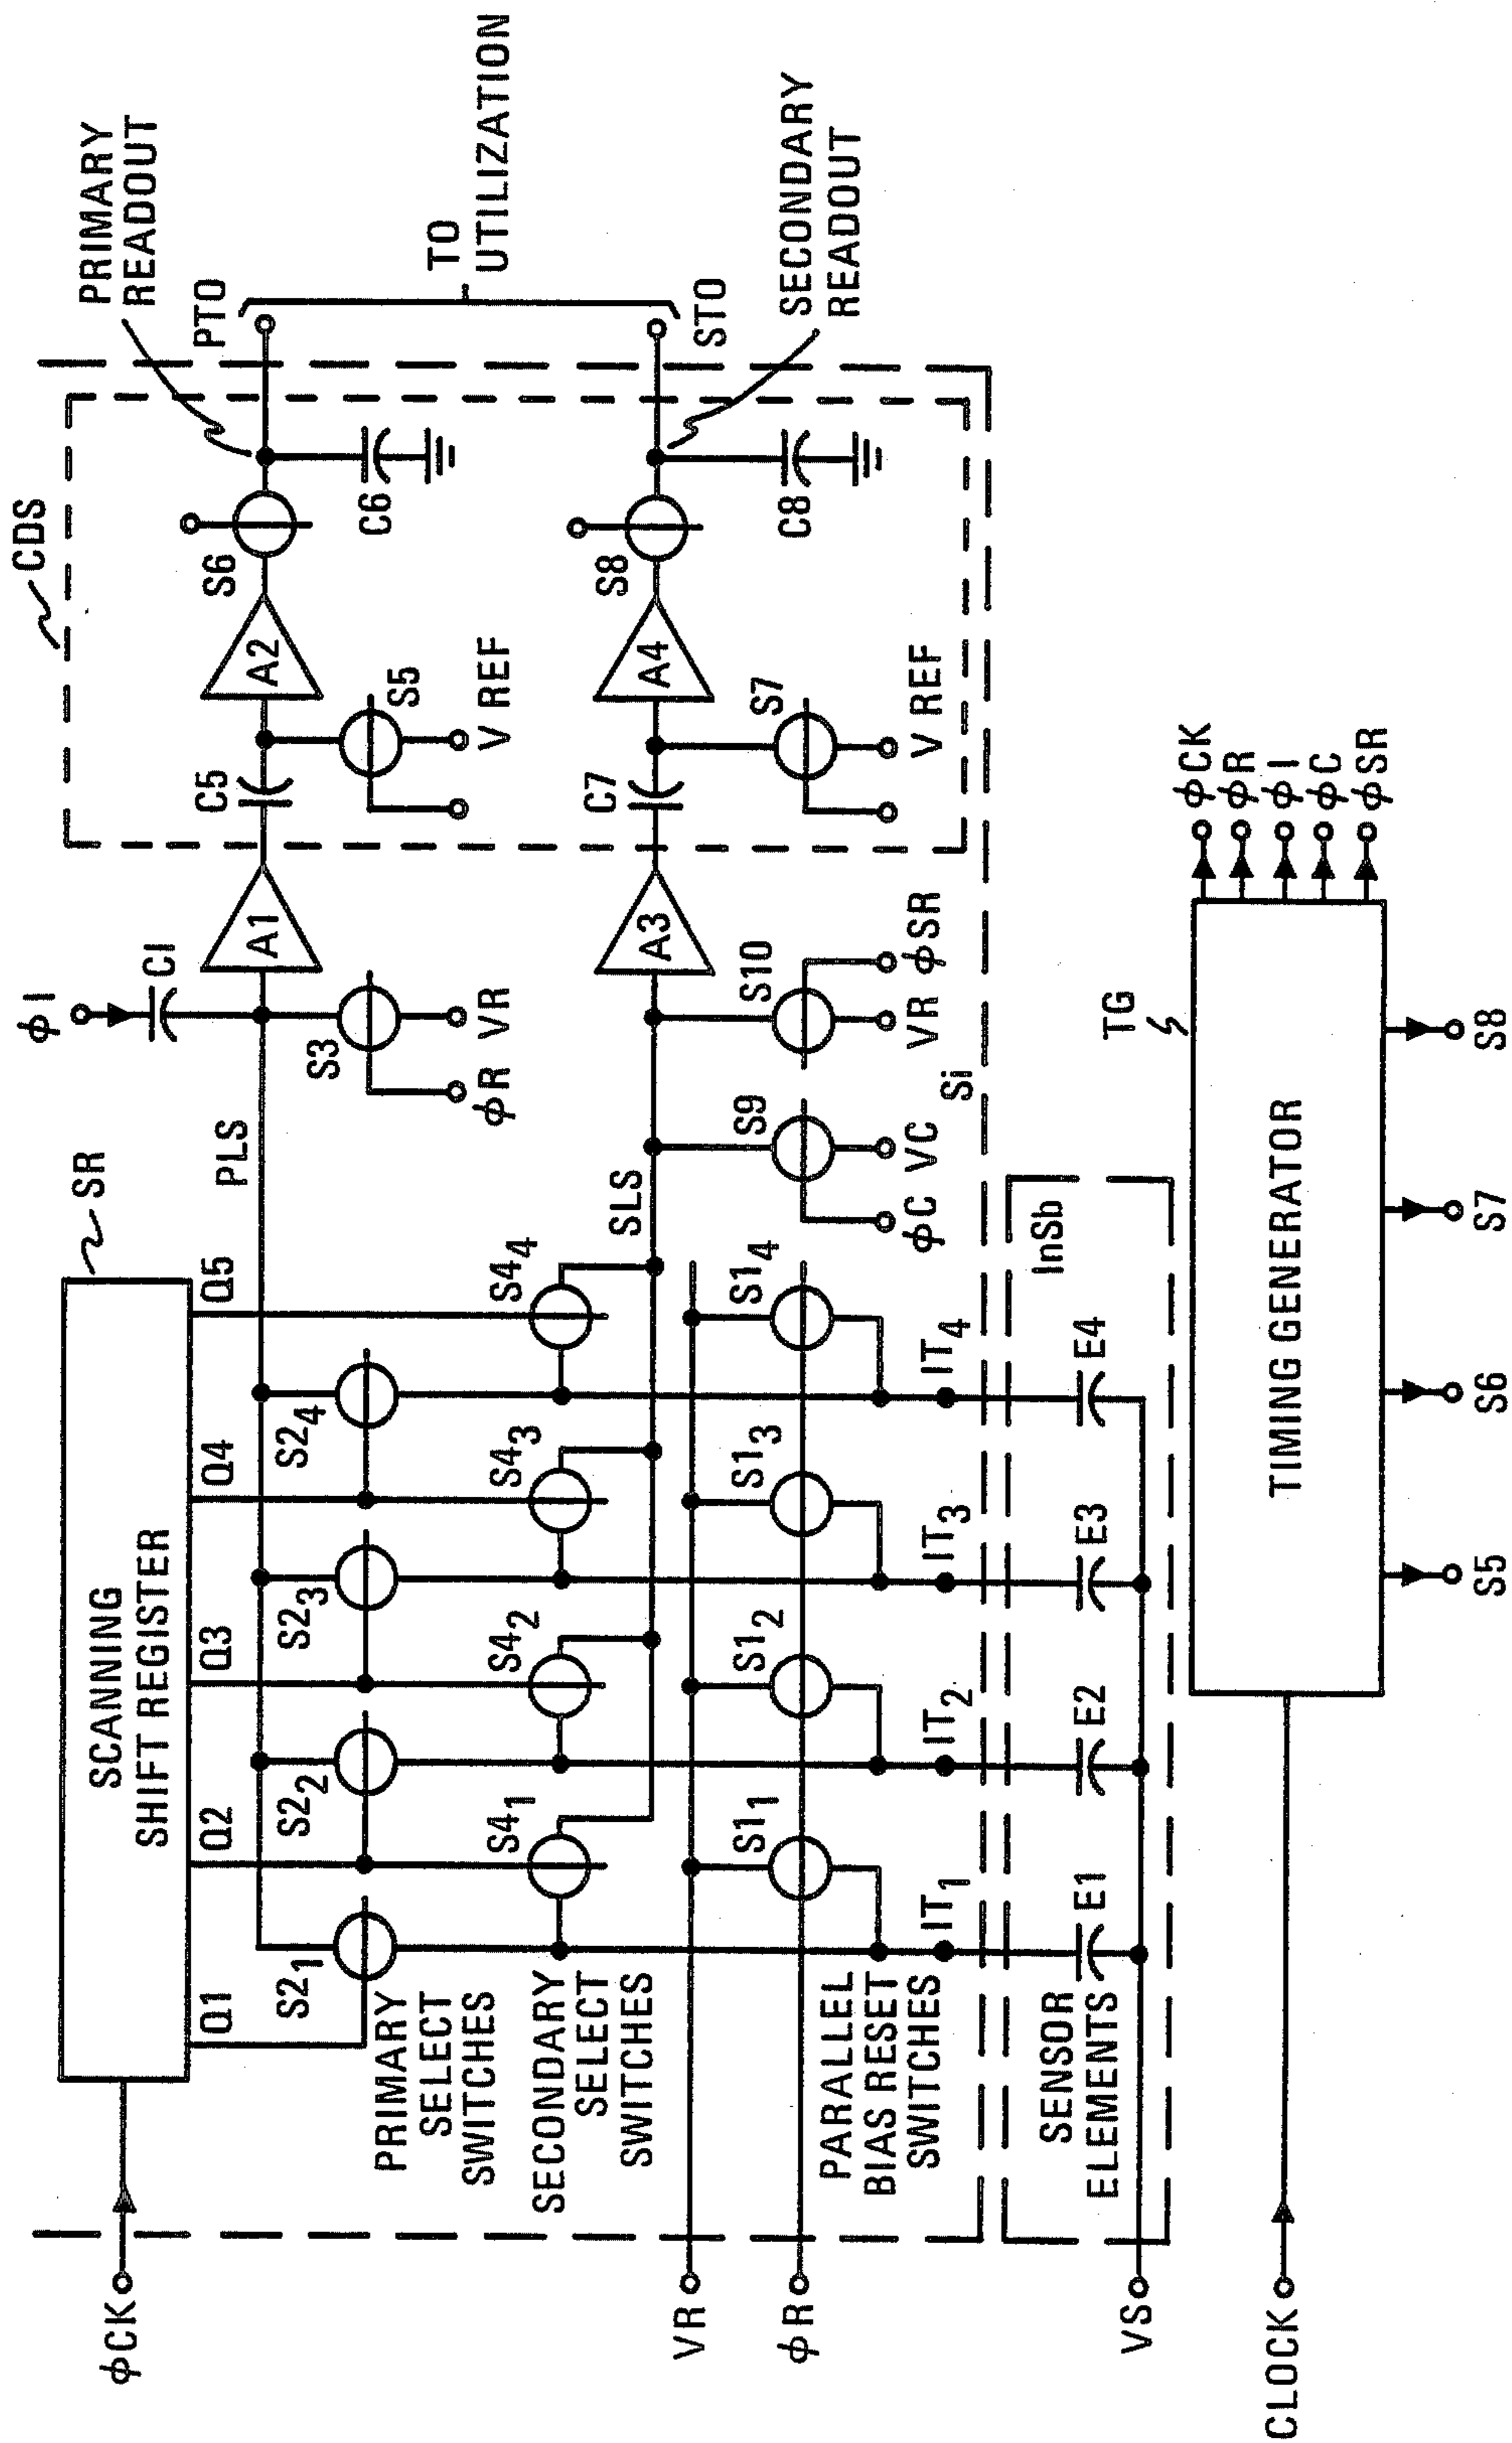 φCK
SCANNING
SHIFT REGISTER
SR
Q1
Q2
Q3
Q4
Q5
PLS
φI
CI
A1
S3
φR
VR
CDS
C5
A2
S5
V REF
S6
C6
PRIMARY
READOUT
PTO
TO
UTILIZATION
S2₁
S2₂
S2₃
S2₄
PRIMARY
SELECT
SWITCHES
S4₁
S4₂
S4₃
S4₄
SECONDARY
SELECT
SWITCHES
SLS
A3
C7
A4
S7
V REF
S8
C8
STO
SECONDARY
READOUT
S9
φC
VC
S10
VR
φSR
Si
VR
φR
S1₁
S1₂
S1₃
S1₄
PARALLEL
BIAS RESET
SWITCHES
IT₁
IT₂
IT₃
IT₄
InSb
SENSOR
ELEMENTS
E1
E2
E3
E4
VS
TG
CLOCK
TIMING GENERATOR
φCK
φR
φI
φC
φSR
S5
S6
S7
S8